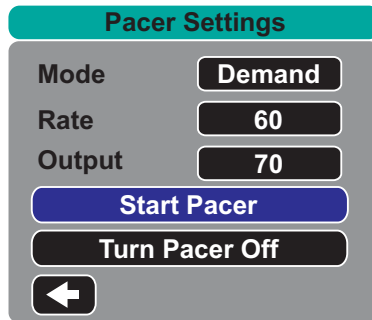 Pacer Settings
Mode Demand
Rate 60
Output 70
Start Pacer
Turn Pacer Off